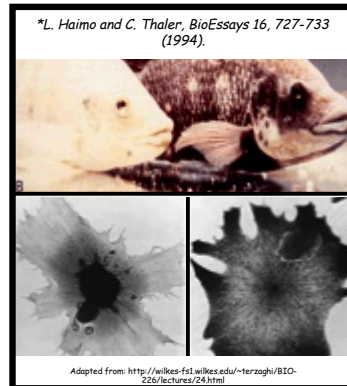 *L. Haimo and C. Thaler, BioEssays 16, 727-733
(1994).
Adapted from: http://wilkes-fs1.wilkes.edu/~terzaghi/BIO-
226/lectures/24.html